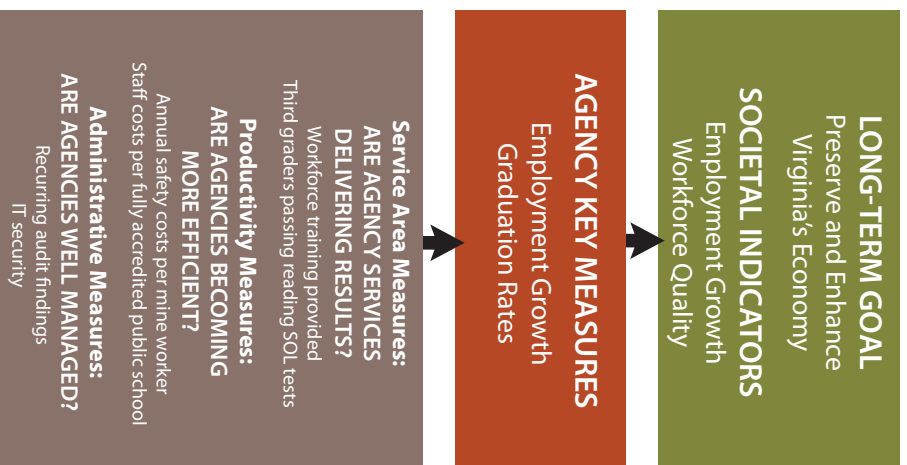 LONG-TERM GOAL
Preserve and Enhance
Virginia's Economy
SOCIETAL INDICATORS
Employment Growth
Workforce Quality
AGENCY KEY MEASURES
Employment Growth
Graduation Rates
Service Area Measures:
ARE AGENCY SERVICES
DELIVERING RESULTS?
Workforce training provided
Third graders passing reading SOL tests
Productivity Measures:
ARE AGENCIES BECOMING
MORE EFFICIENT?
Annual safety costs per mine worker
Staff costs per fully accredited public school
Administrative Measures:
ARE AGENCIES WELL MANAGED?
Recurring audit findings
IT security